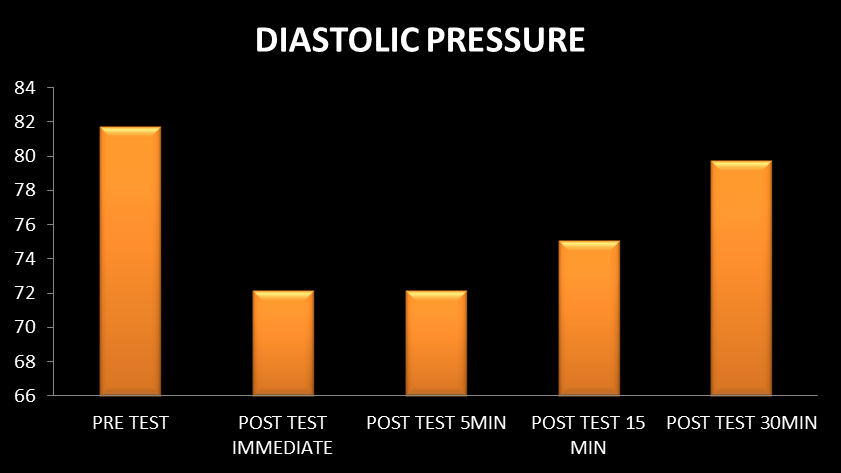 DIASTOLIC PRESSURE
84
82
80
78
76
74
72
70
68
66
PRE TEST
POST TEST
IMMEDIATE
POST TEST 5MIN
POST TEST 15
MIN
POST TEST 30MIN